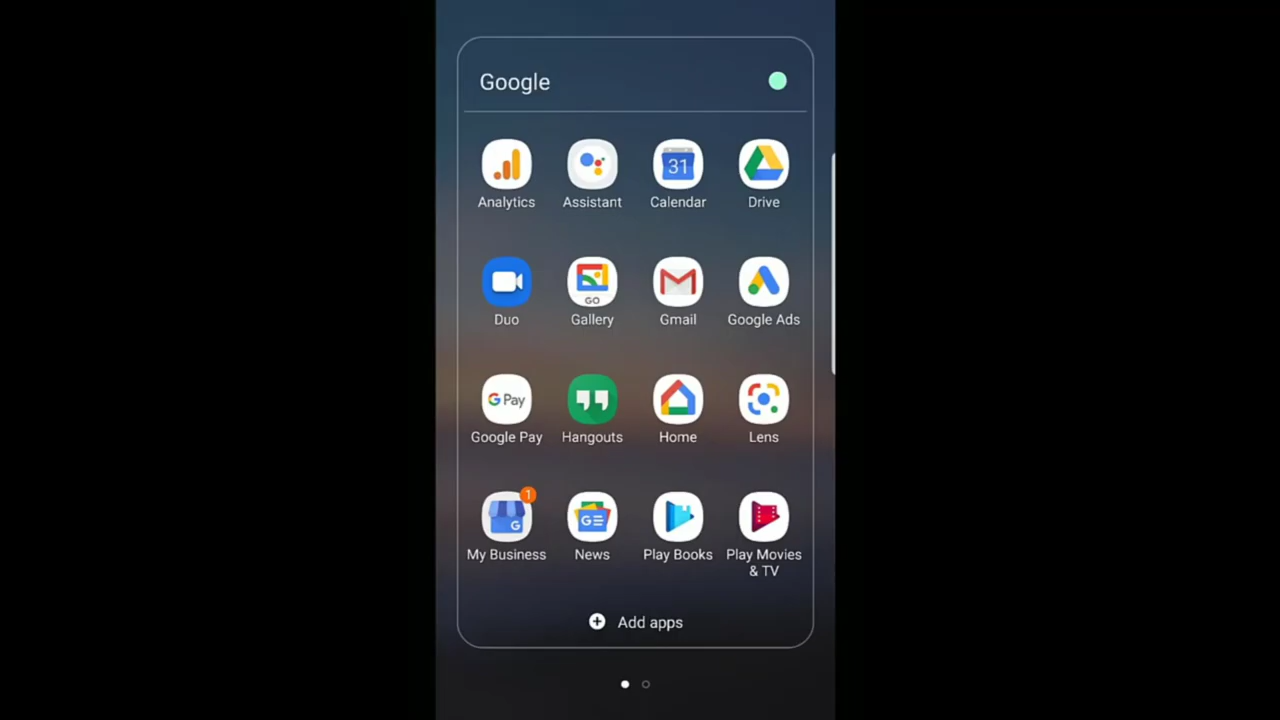 Google
31
Analytics
Assistant
Calendar
Drive
GO
Duo
Gallery
Gmail
Google Ads
G Pay
Google Pay
Hangouts
Home
Lens
1
G
GE
My Business
News
Play Books
Play Movies
& TV
Add apps